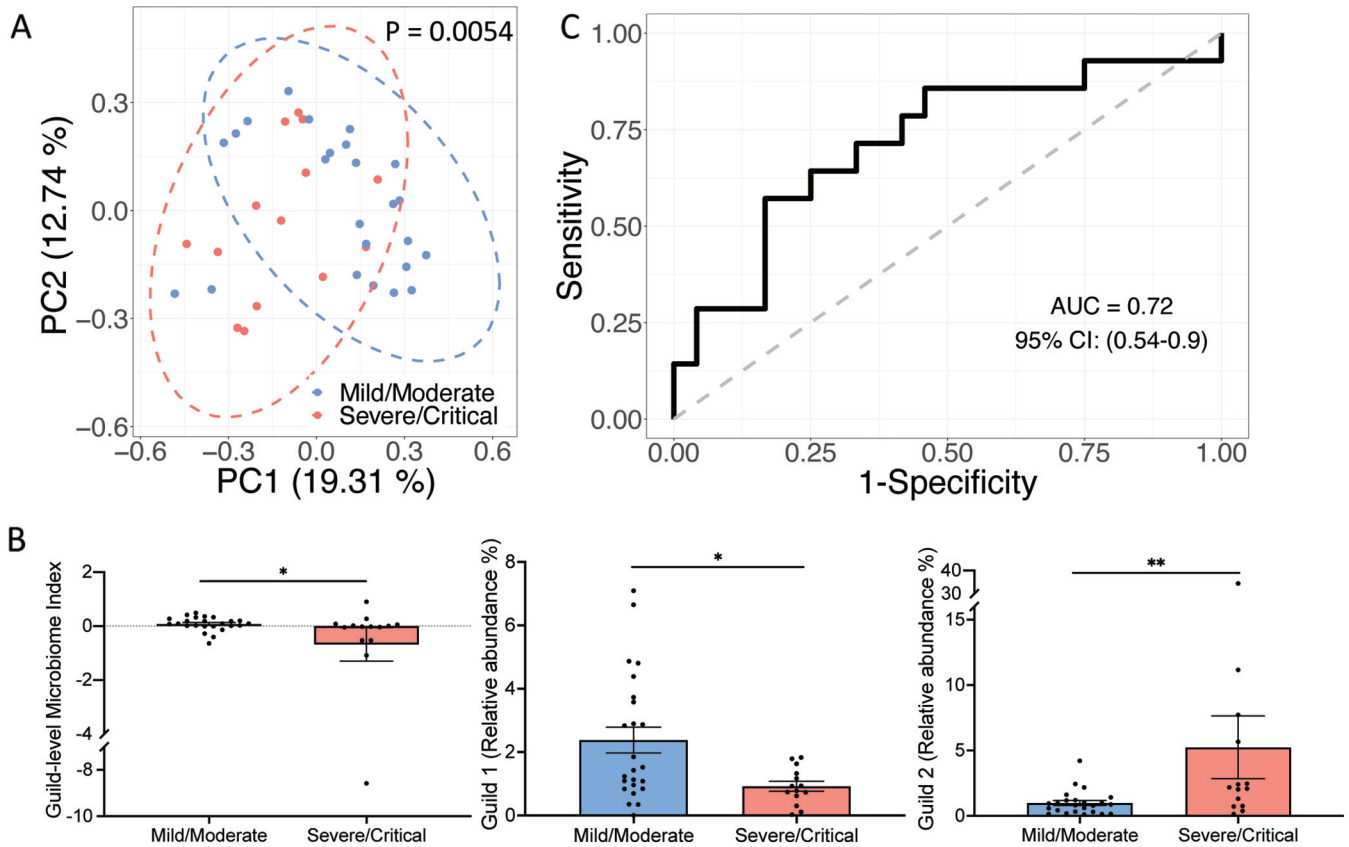 A
P = 0.0054
PC2 (12.74 %)
0.3
0.0
−0.3
−0.6
Mild/Moderate
Severe/Critical
−0.6
−0.3
0.0
0.3
0.6
PC1 (19.31 %)
C
Sensitivity
1.00
0.75
0.50
0.25
0.00
AUC = 0.72
95% CI: (0.54-0.9)
0.00
0.25
0.50
0.75
1.00
1-Specificity
B
Guild-level Microbiome Index
2
0
-2
-4
-8
-10
*
Mild/Moderate
Severe/Critical
Guild 1 (Relative abundance %)
8
6
4
2
0
*
Mild/Moderate
Severe/Critical
Guild 2 (Relative abundance %)
40
30
15
10
5
0
**
Mild/Moderate
Severe/Critical